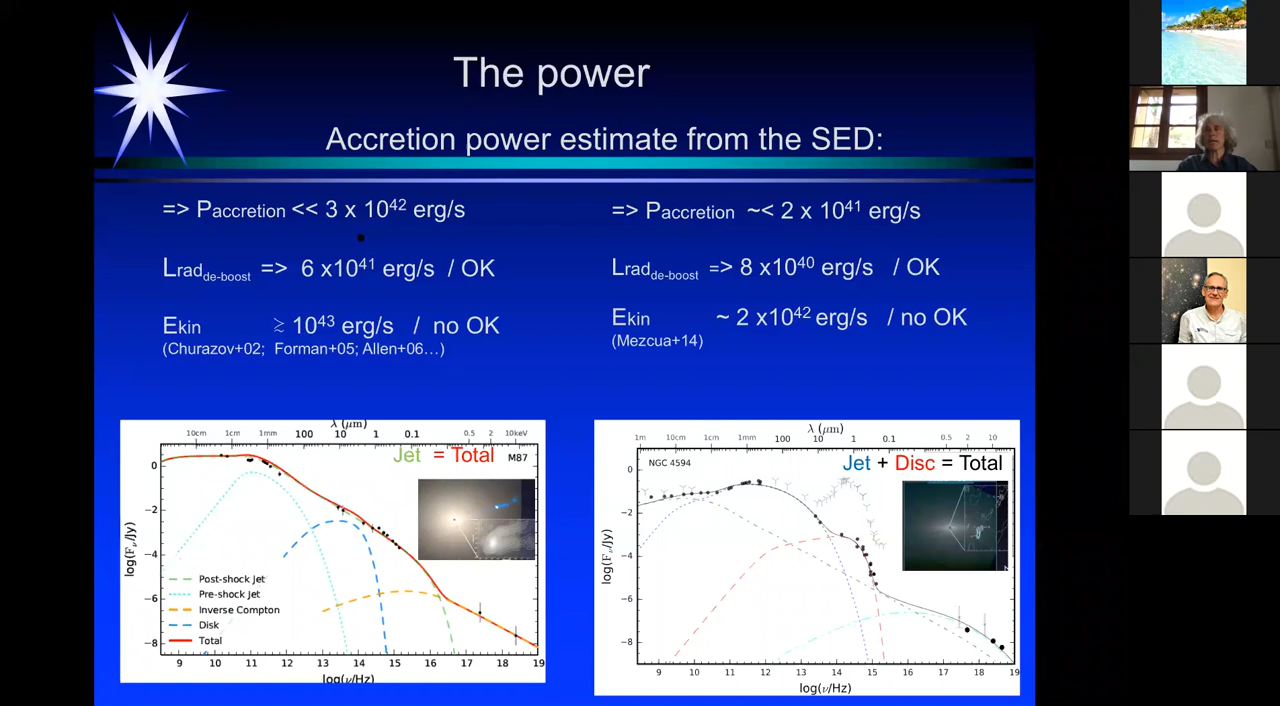 The power
Accretion power estimate from the SED:
=> Paccretion << 3 x 10⁴² erg/s
Lrad de-boost => 6 x10⁴¹ erg/s / OK
Ekin ≳ 10⁴³ erg/s / no OK
(Churazov+02; Forman+05; Allen+06…)
=> Paccretion ~< 2 x 10⁴¹ erg/s
Lrad de-boost => 8 x10⁴⁰ erg/s / OK
Ekin ~ 2 x10⁴² erg/s / no OK
(Mezcua+14)
λ (μm)
10cm 1cm 1mm 100 10 1 0.1 0.5 2 10keV
Jet = Total
M87
0
−2
−4
−6
−8
log(Fν/Jy)
Post-shock Jet
Pre-shock Jet
Inverse Compton
Disk
Total
9 10 11 12 13 14 15 16 17 18 19
log(ν/Hz)
λ (μm)
1m 10cm 1cm 1mm 100 10 1 0.1 0.5 2 10
NGC 4594
Jet + Disc = Total
0
−2
−4
−6
−8
log(Fν/Jy)
9 10 11 12 13 14 15 16 17 18 19
log(ν/Hz)